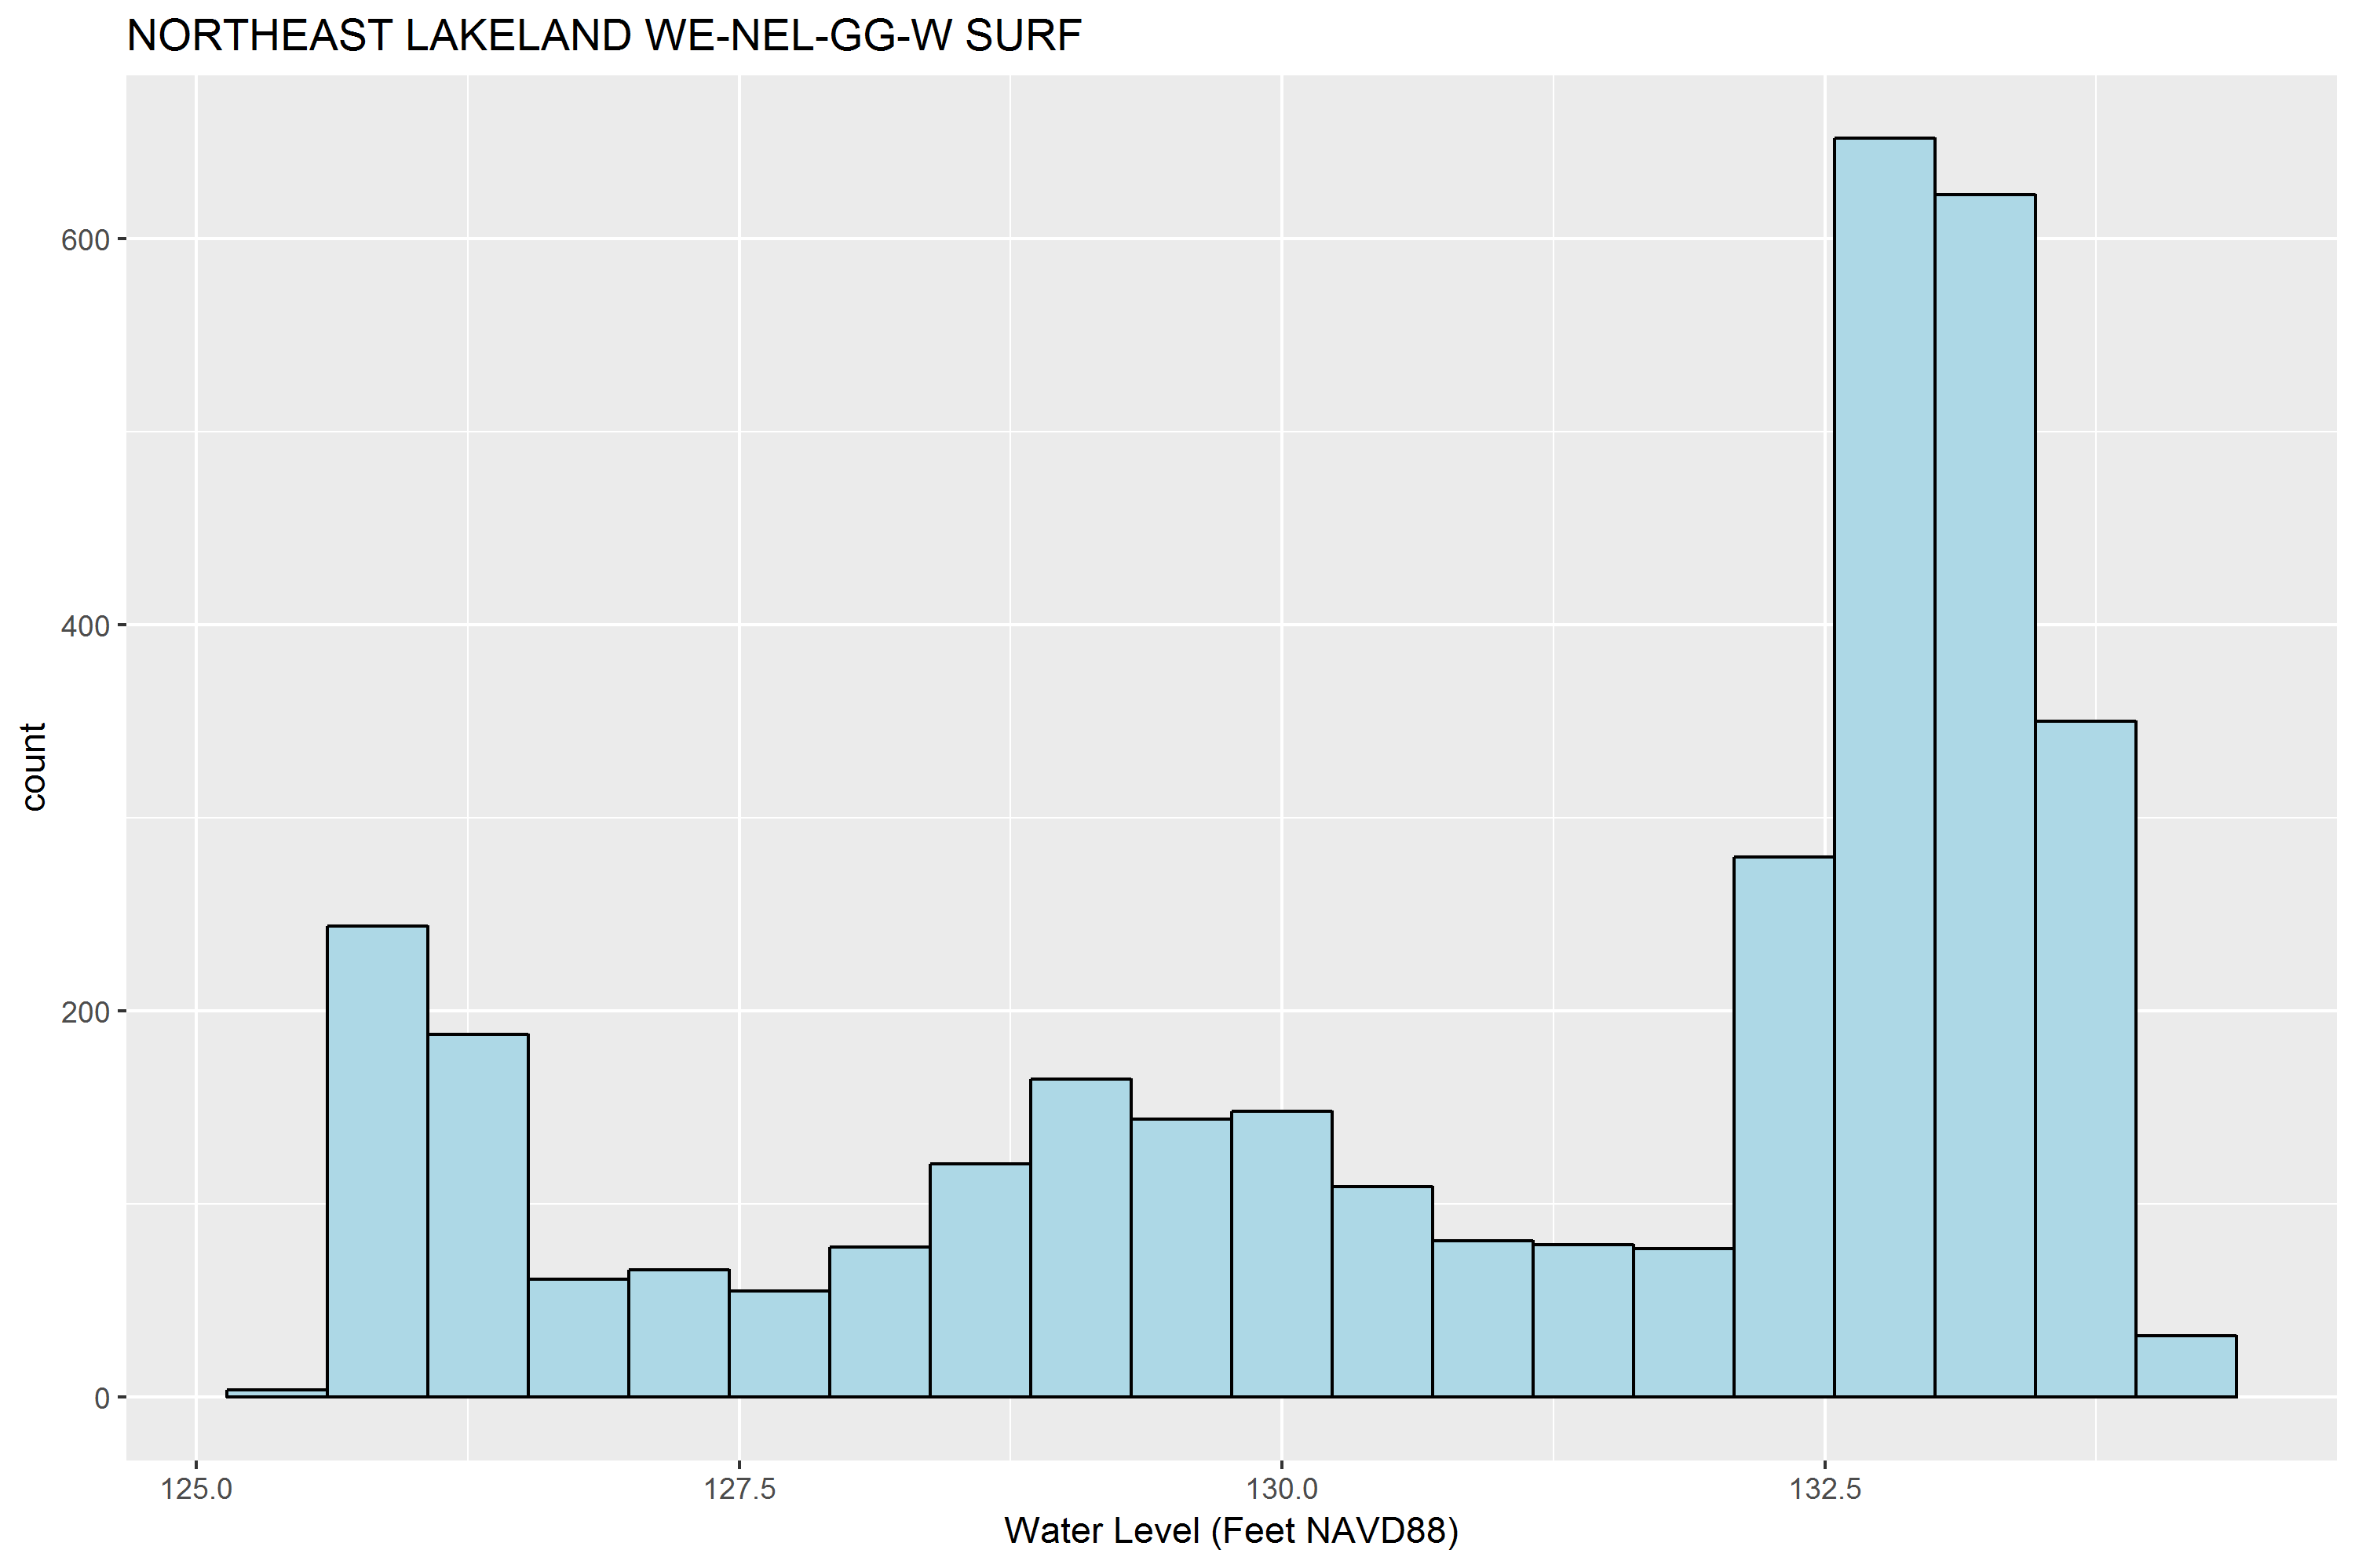 NORTHEAST LAKELAND WE-NEL-GG-W SURF
600
400
200
0
count
125.0 127.5 130.0 132.5
Water Level (Feet NAVD88)